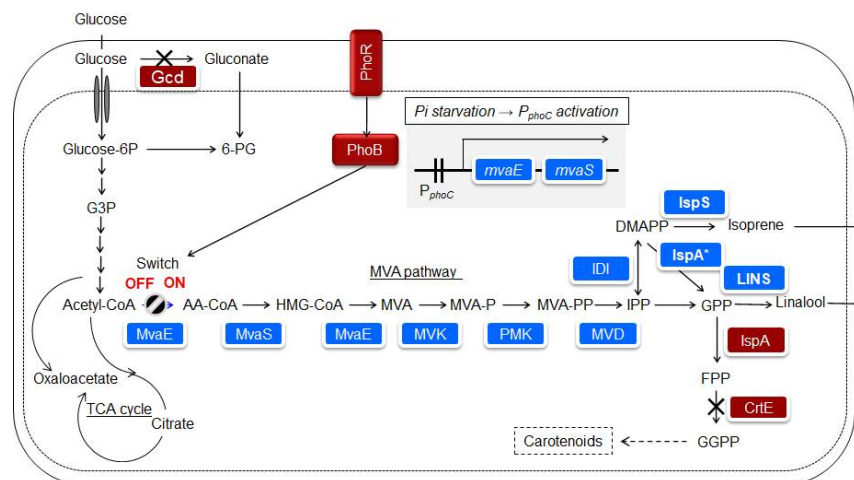 Glucose
Glucose
Gcd
Gluconate
PhoR
Pi starvation → PphoC activation
Glucose-6P
6-PG
PhoB
mvaE
mvaS
PphoC
G3P
IspS
DMAPP
Isoprene
Switch
OFF ON
MVA pathway
IDI
IspA*
LINS
Acetyl-CoA
AA-CoA
HMG-CoA
MVA
MVA-P
MVA-PP
IPP
GPP
Linalool
MvaE
MvaS
MvaE
MVK
PMK
MVD
IspA
Oxaloacetate
FPP
TCA cycle
CrtE
Citrate
Carotenoids
GGPP